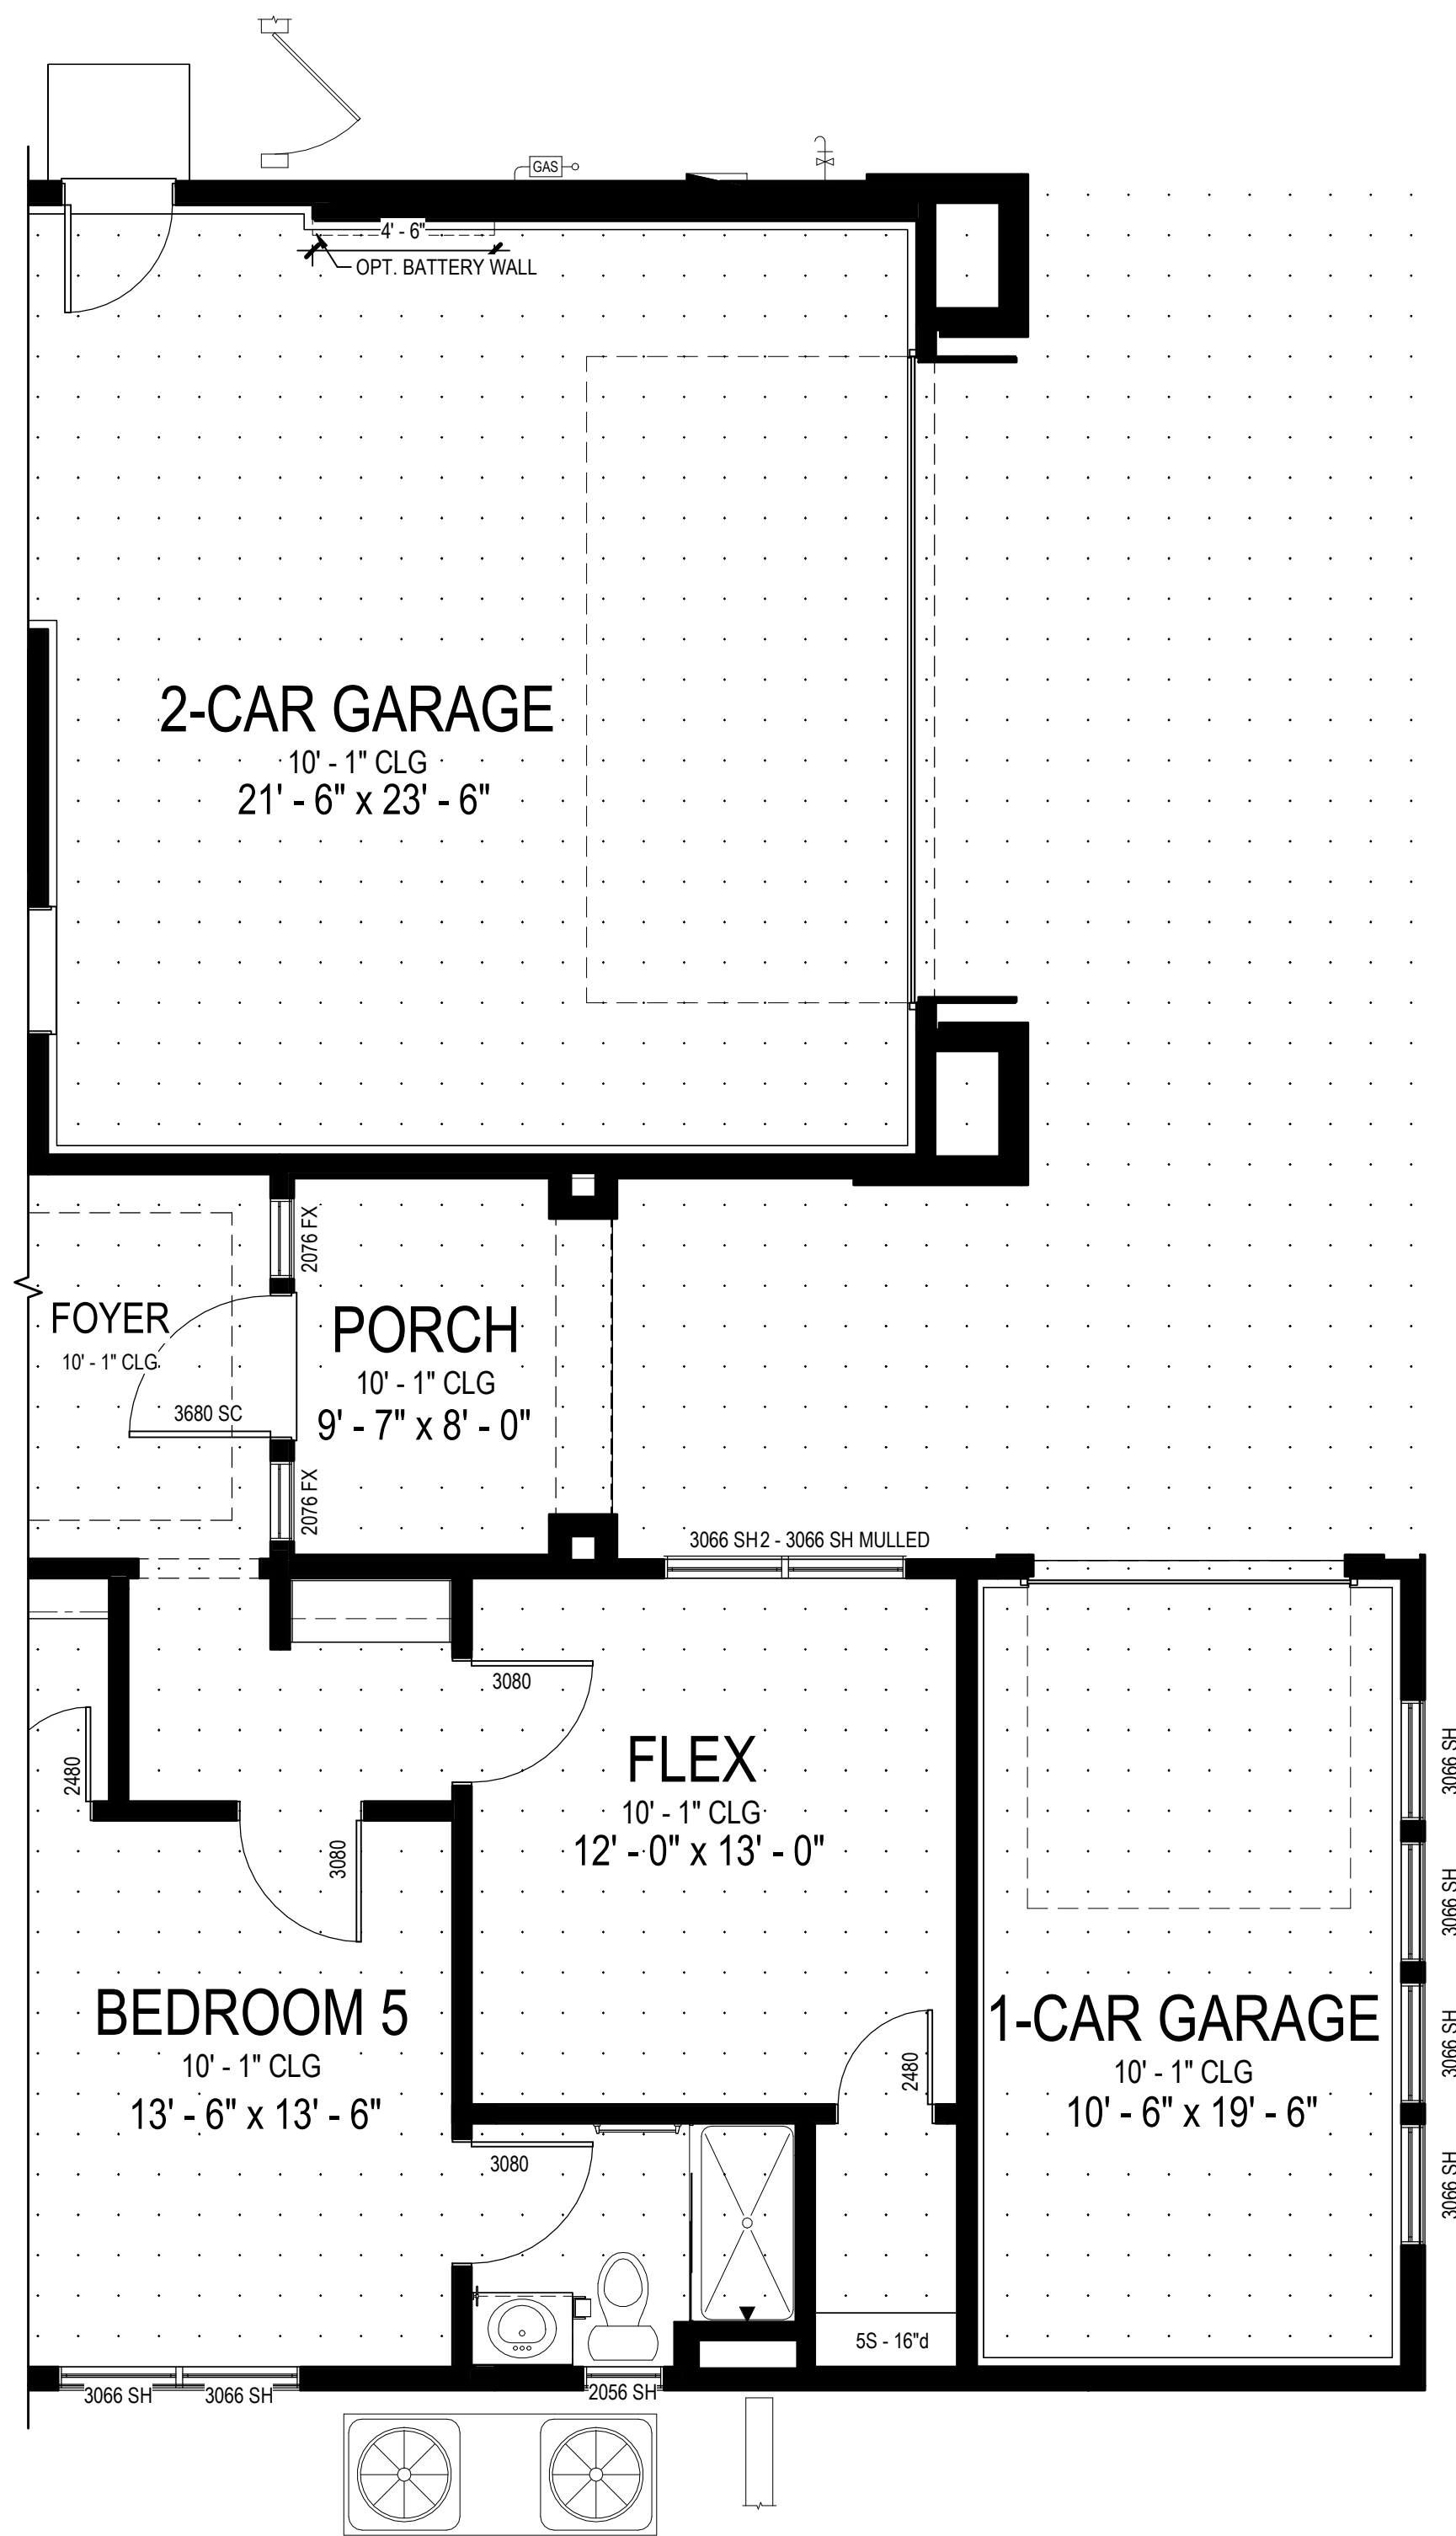 GAS
4' - 6"
OPT. BATTERY WALL
2-CAR GARAGE
10' - 1" CLG
21' - 6" x 23' - 6"
2076 FX
FOYER
10' - 1" CLG
3680 SC
PORCH
10' - 1" CLG
9' - 7" x 8' - 0"
2076 FX
3066 SH2 - 3066 SH MULLED
3080
2480
3080
FLEX
10' - 1" CLG
12' - 0" x 13' - 0"
3066 SH
3066 SH
3066 SH
3066 SH
BEDROOM 5
10' - 1" CLG
13' - 6" x 13' - 6"
2480
1-CAR GARAGE
10' - 1" CLG
10' - 6" x 19' - 6"
3080
5S - 16"d
3066 SH
3066 SH
2056 SH